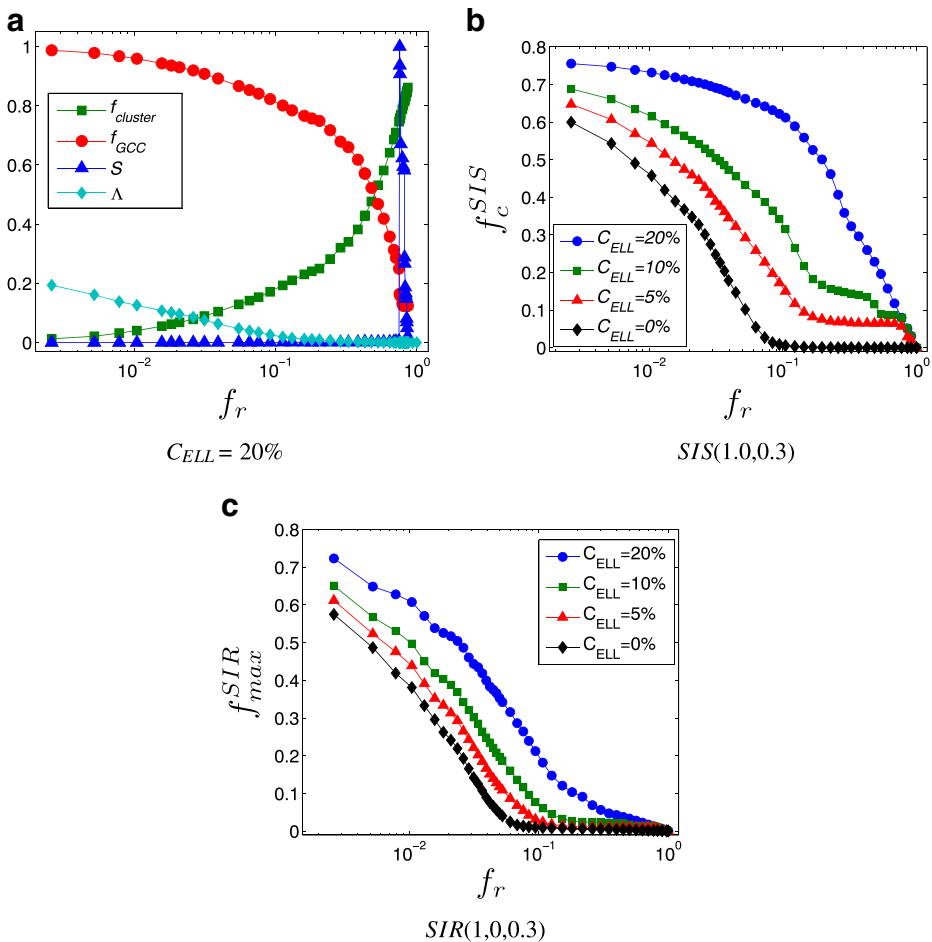 a
1
0.8
0.6
0.4
0.2
0
f_cluster
f_GCC
S
Λ
10^-2 10^-1 10^0
f_r
C_ELL = 20%
b
0.8
0.7
0.6
0.5
0.4
0.3
0.2
0.1
0
f_c^SIS
C_ELL=20%
C_ELL=10%
C_ELL=5%
C_ELL=0%
10^-2 10^-1 10^0
f_r
SIS(1.0,0.3)
c
0.8
0.7
0.6
0.5
0.4
0.3
0.2
0.1
0
f_max^SIR
C_ELL=20%
C_ELL=10%
C_ELL=5%
C_ELL=0%
10^-2 10^-1 10^0
f_r
SIR(1,0,0.3)